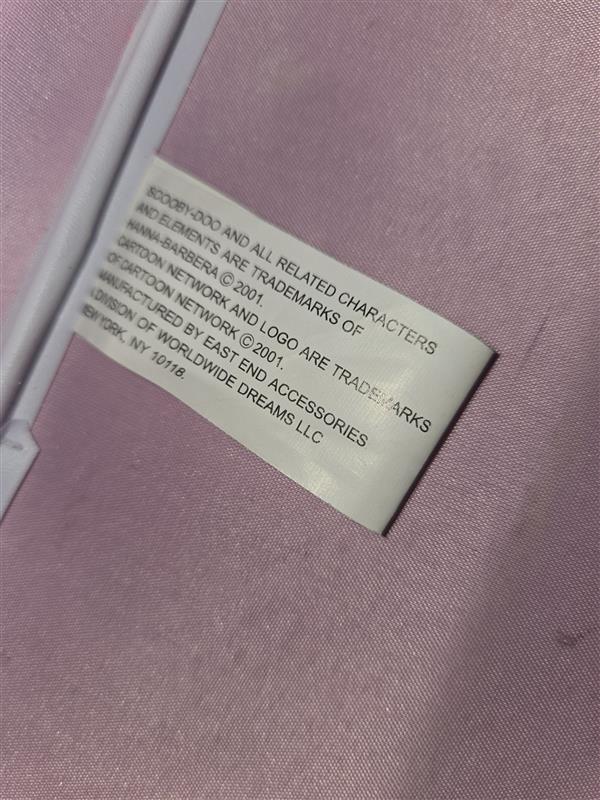 SCOOBY-DOO AND ALL RELATED CHARACTERS
AND ELEMENTS ARE TRADEMARKS OF
HANNA-BARBERA © 2001.
CARTOON NETWORK AND LOGO ARE TRADEMARKS
OF CARTOON NETWORK © 2001.
MANUFACTURED BY EAST END ACCESSORIES
A DIVISION OF WORLDWIDE DREAMS LLC
NEW YORK, NY 10118.